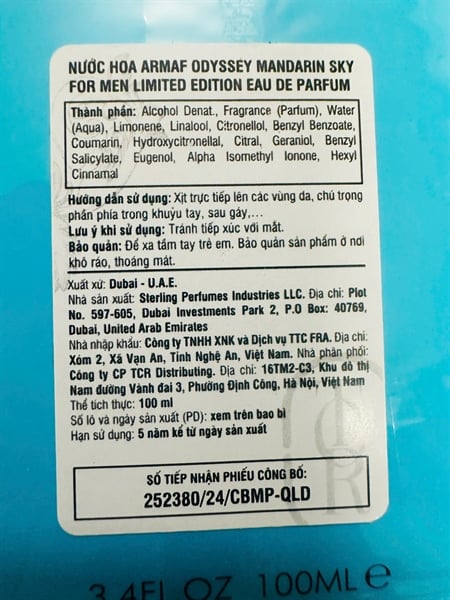 NƯỚC HOA ARMAF ODYSSEY MANDARIN SKY
FOR MEN LIMITED EDITION EAU DE PARFUM
Thành phần: Alcohol Denat., Fragrance (Parfum), Water
(Aqua), Limonene, Linalool, Citronellol, Benzyl Benzoate,
Coumarin, Hydroxycitronellal, Citral, Geraniol, Benzyl
Salicylate, Eugenol, Alpha Isomethyl Ionone, Hexyl
Cinnamal
Hướng dẫn sử dụng: Xịt trực tiếp lên các vùng da, chú trọng
phần phía trong khuỷu tay, sau gáy,...
Lưu ý khi sử dụng: Tránh tiếp xúc với mắt.
Bảo quản: Để xa tầm tay trẻ em. Bảo quản sản phẩm ở nơi
khô ráo, thoáng mát.
Xuất xứ: Dubai - U.A.E.
Nhà sản xuất: Sterling Perfumes Industries LLC. Địa chỉ: Plot
No. 597-605, Dubai Investments Park 2, P.O Box: 40769,
Dubai, United Arab Emirates
Nhà nhập khẩu: Công ty TNHH XNK và Dịch vụ TTC FRA. Địa chỉ:
Xóm 2, Xã Vạn An, Tỉnh Nghệ An, Việt Nam. Nhà phân phối:
Công ty CP TCR Distributing. Địa chỉ: 16TM2-C3, Khu đô thị
Nam đường Vành đai 3, Phường Định Công, Hà Nội, Việt Nam
Thể tích thực: 100 ml
Số lô và ngày sản xuất (PD): xem trên bao bì
Hạn sử dụng: 5 năm kể từ ngày sản xuất
SỐ TIẾP NHẬN PHIẾU CÔNG BỐ:
252380/24/CBMP-QLD
3.4FL OZ 100ML e